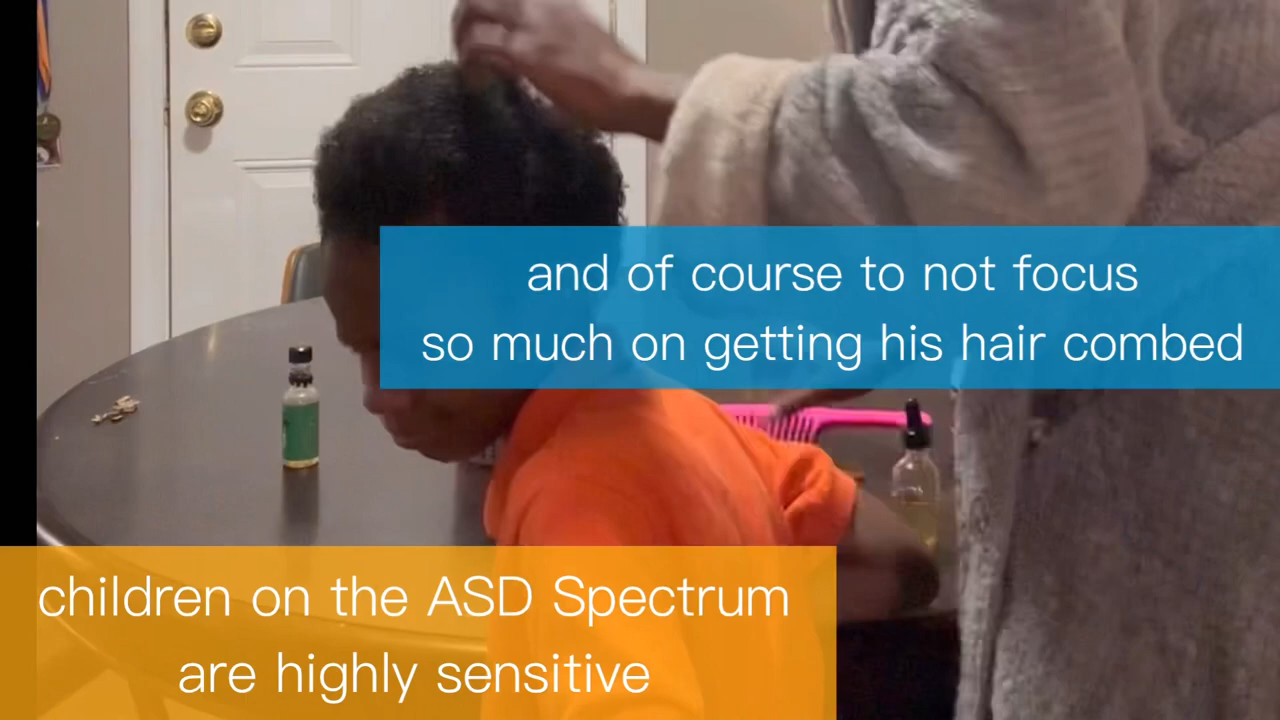 and of course to not focus
so much on getting his hair combed
children on the ASD Spectrum
are highly sensitive